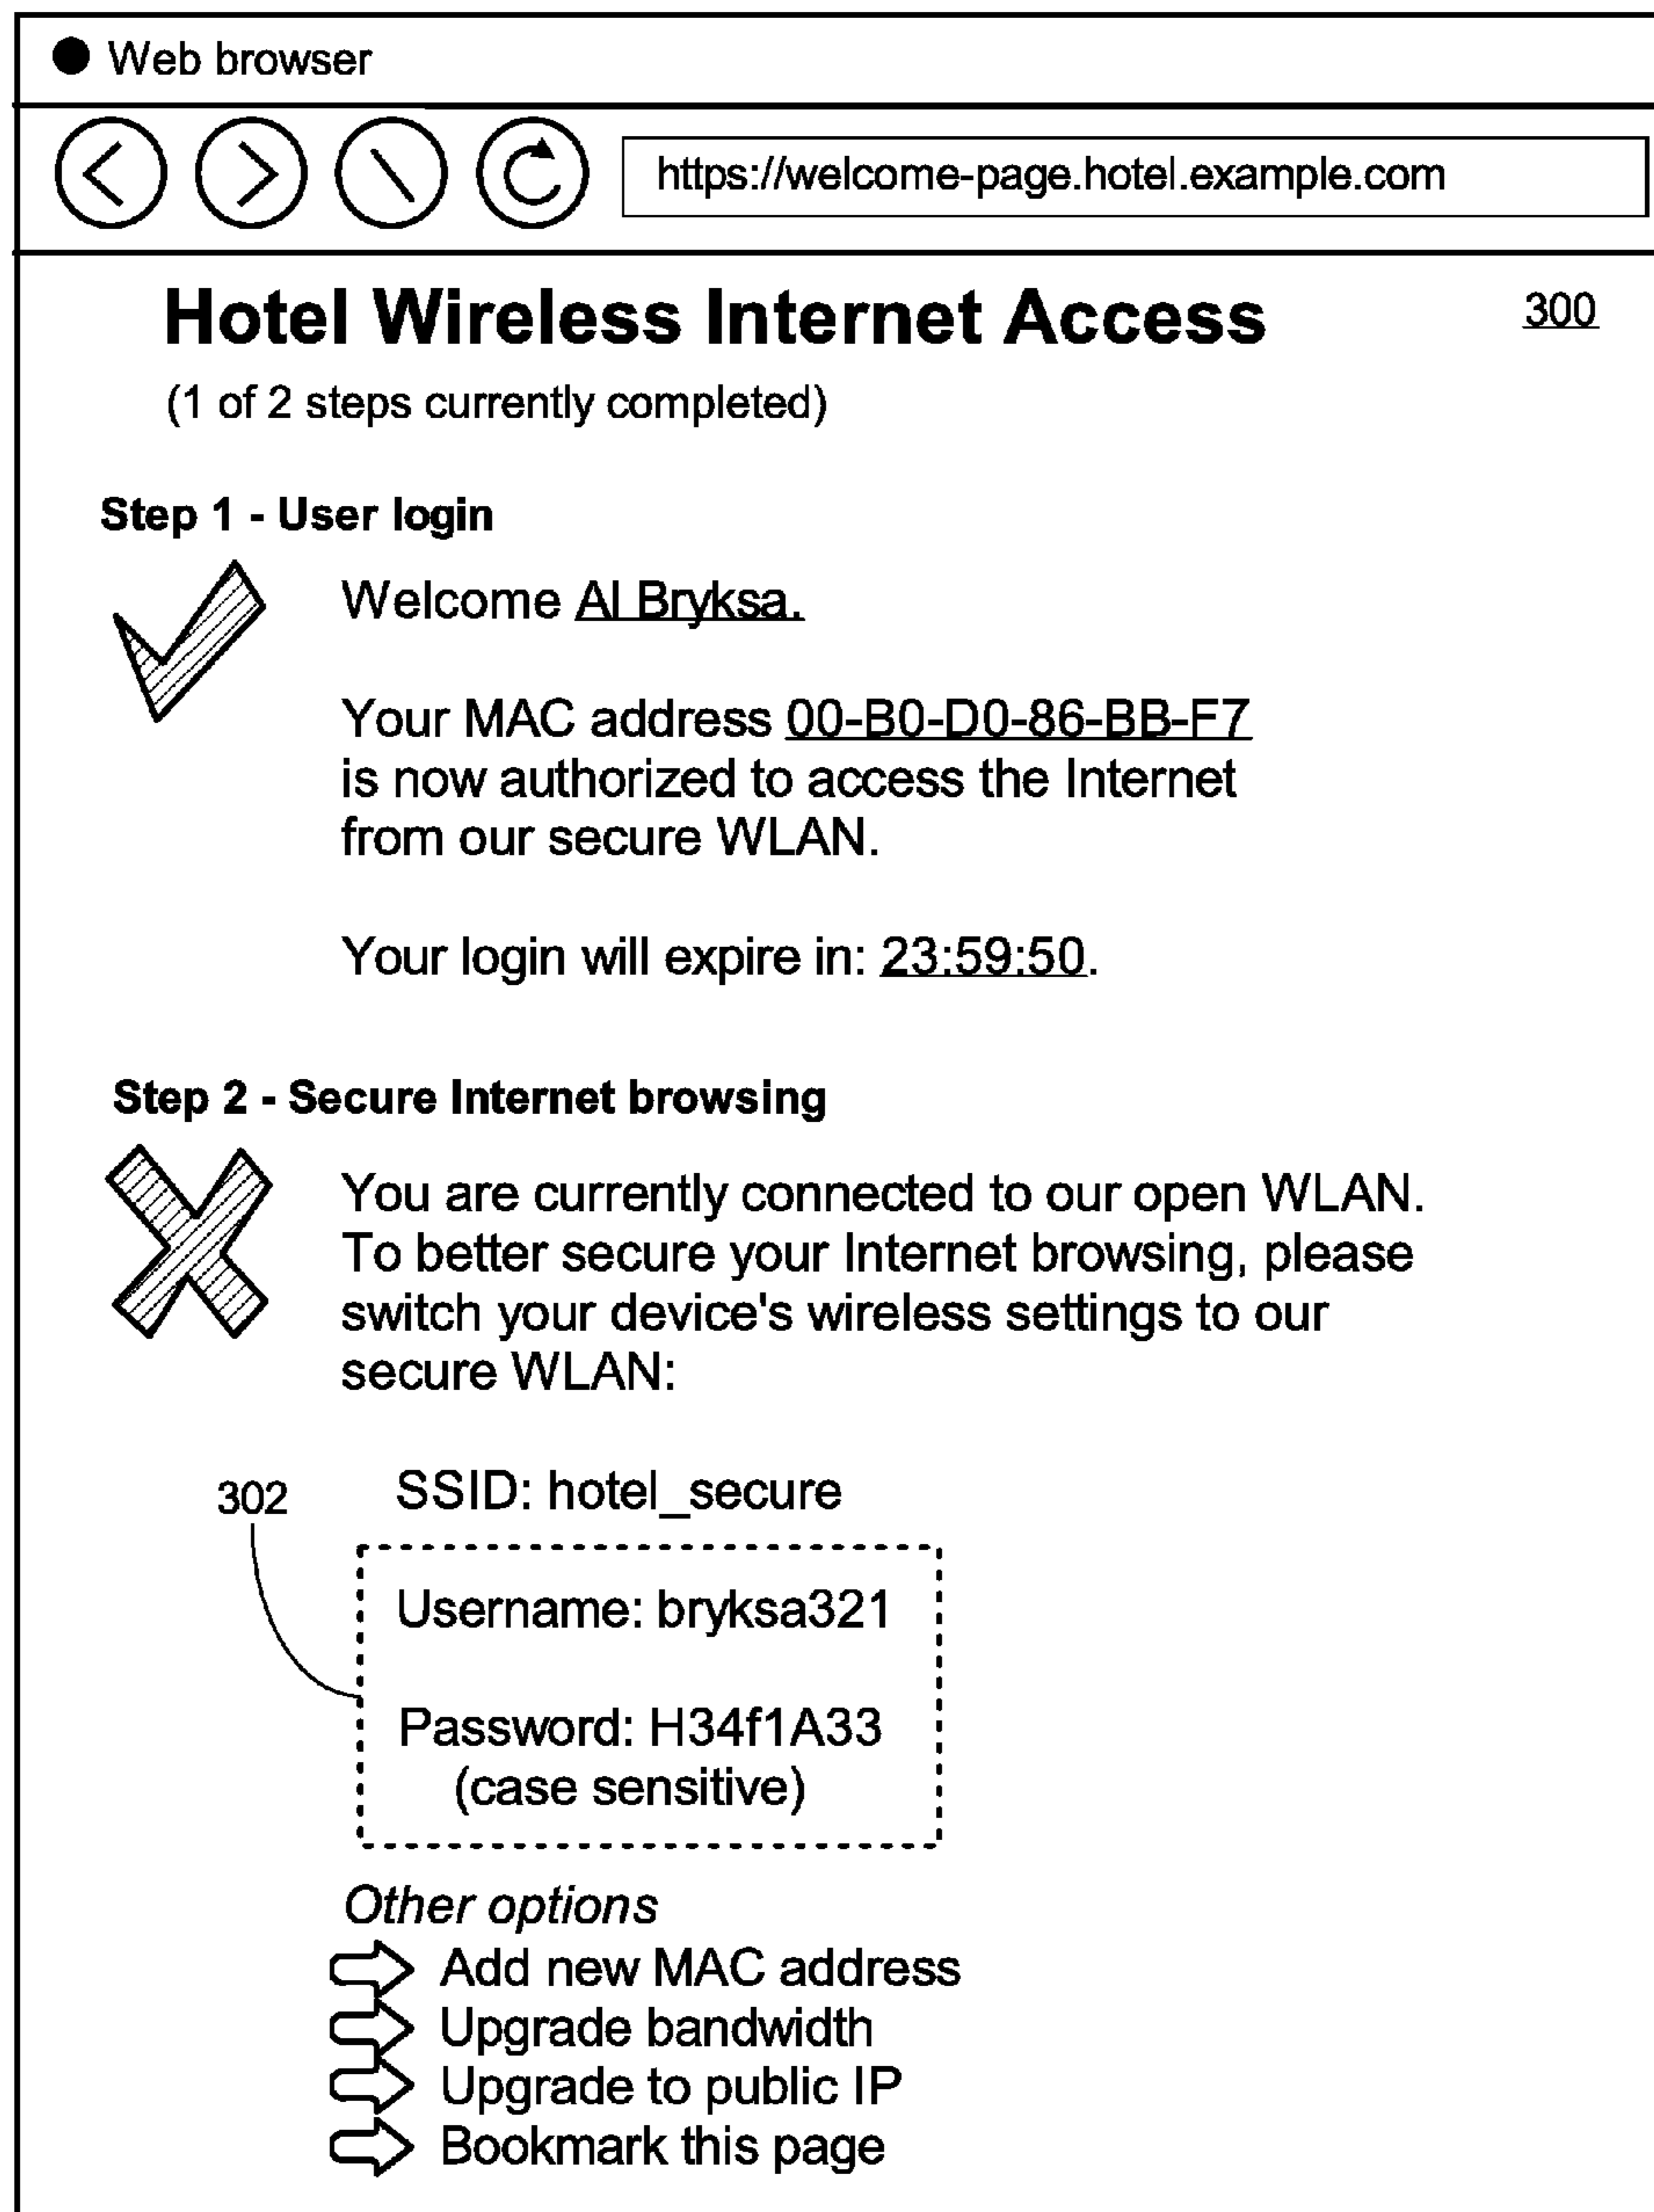 Web browser
https://welcome-page.hotel.example.com
Hotel Wireless Internet Access
300
(1 of 2 steps currently completed)
Step 1 - User login
Welcome Al Bryksa.
Your MAC address 00-B0-D0-86-BB-F7
is now authorized to access the Internet
from our secure WLAN.
Your login will expire in: 23:59:50.
Step 2 - Secure Internet browsing
You are currently connected to our open WLAN.
To better secure your Internet browsing, please
switch your device's wireless settings to our
secure WLAN:
302
SSID: hotel_secure
Username: bryksa321
Password: H34f1A33
(case sensitive)
Other options
Add new MAC address
Upgrade bandwidth
Upgrade to public IP
Bookmark this page